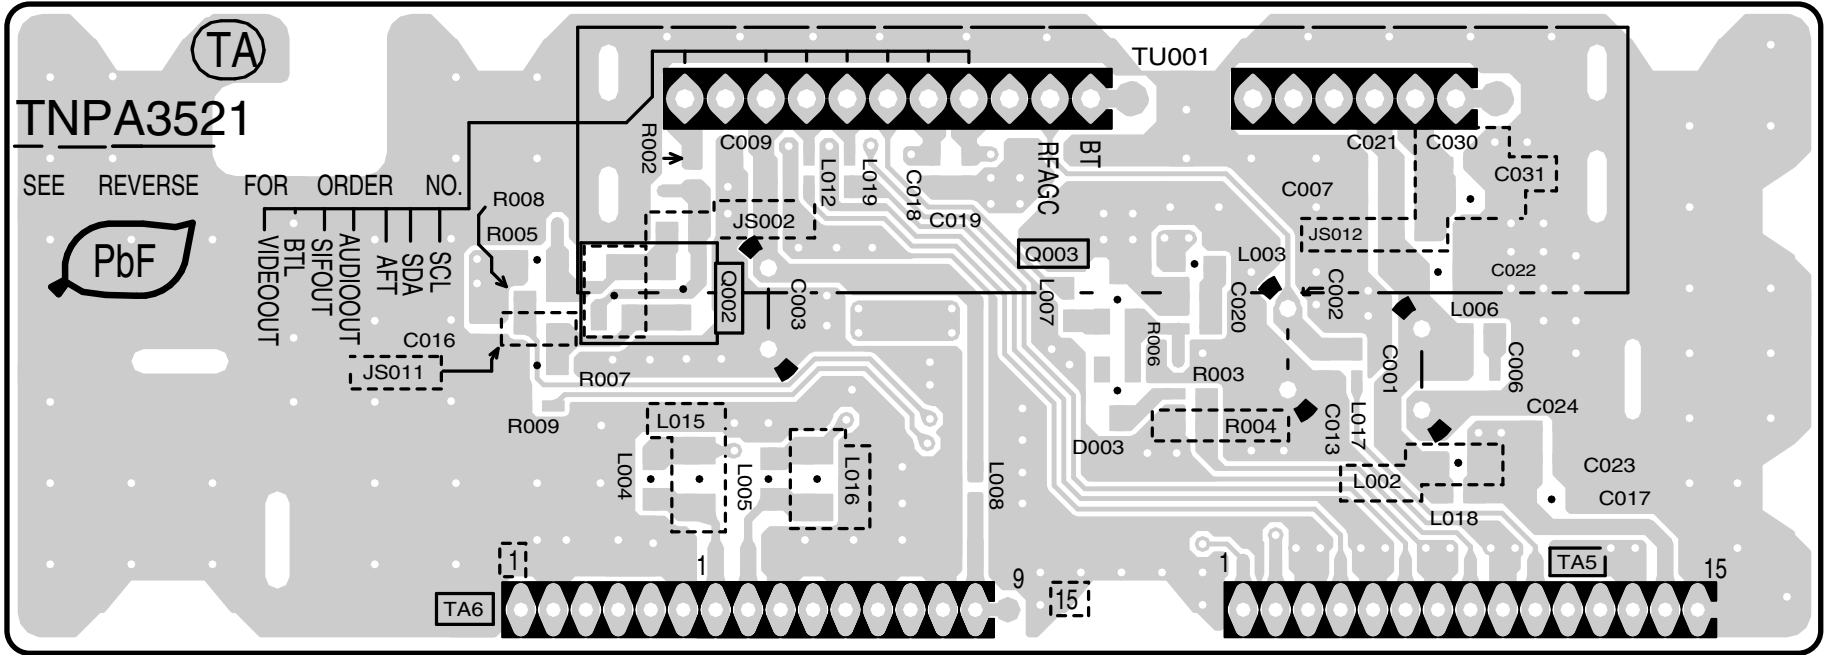 TA
TU001
TNPA3521
SEE REVERSE FOR ORDER NO.
PbF
VIDEOOUT
BTL
SIFOUT
AUDIOOUT
AFT
SDA
SCL
R002
C009
L012
L019
C018
C019
RFAGC
BT
C021
C030
C031
C007
R008
R005
JS002
JS012
Q003
L003
C022
Q002
C003
L007
C020
C002
L006
C016
JS011
R007
R006
R003
C001
C006
R009
L015
R004
C013
L017
C024
D003
L004
L005
L016
L008
L002
C023
C017
L018
1
1
9
15
1
TA5
15
TA6